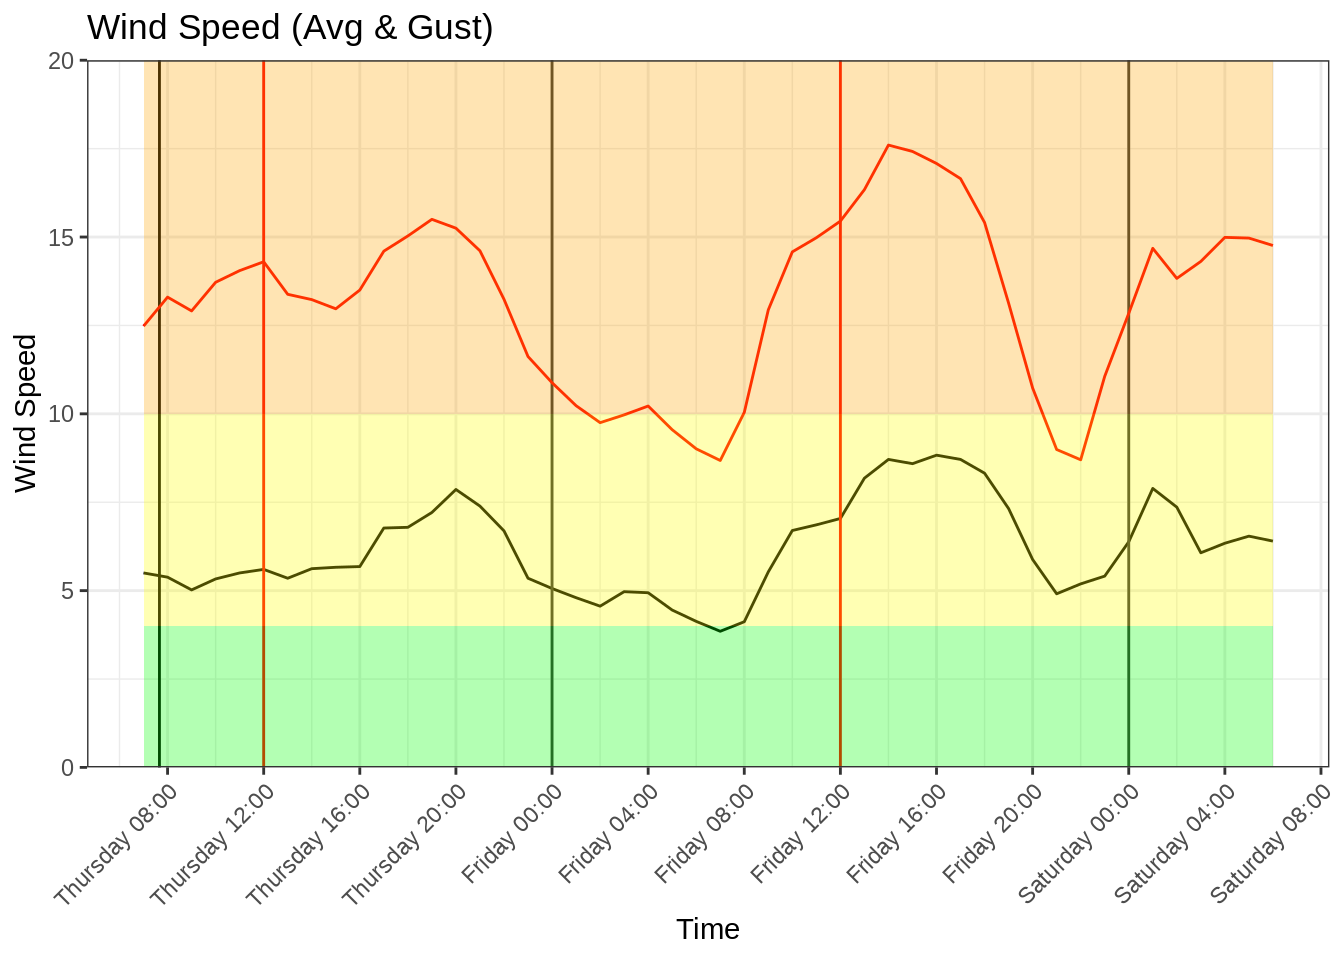 Wind Speed (Avg & Gust)
Wind Speed
20
15
10
5
0
Thursday 08:00
Thursday 12:00
Thursday 16:00
Thursday 20:00
Friday 00:00
Friday 04:00
Friday 08:00
Friday 12:00
Friday 16:00
Friday 20:00
Saturday 00:00
Saturday 04:00
Saturday 08:00
Time